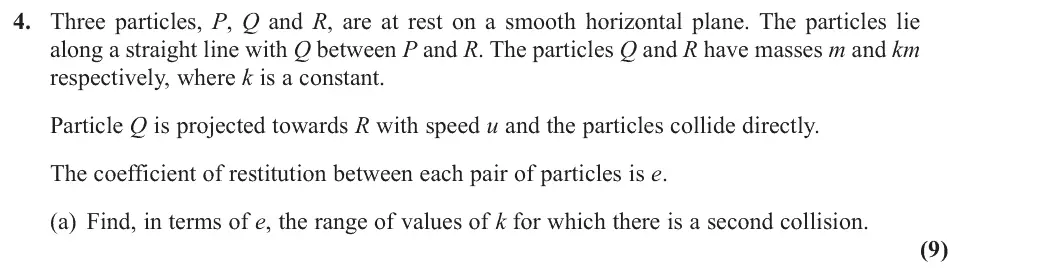 4. Three particles, P, Q and R, are at rest on a smooth horizontal plane. The particles lie
along a straight line with Q between P and R. The particles Q and R have masses m and km
respectively, where k is a constant.
Particle Q is projected towards R with speed u and the particles collide directly.
The coefficient of restitution between each pair of particles is e.
(a) Find, in terms of e, the range of values of k for which there is a second collision.
(9)